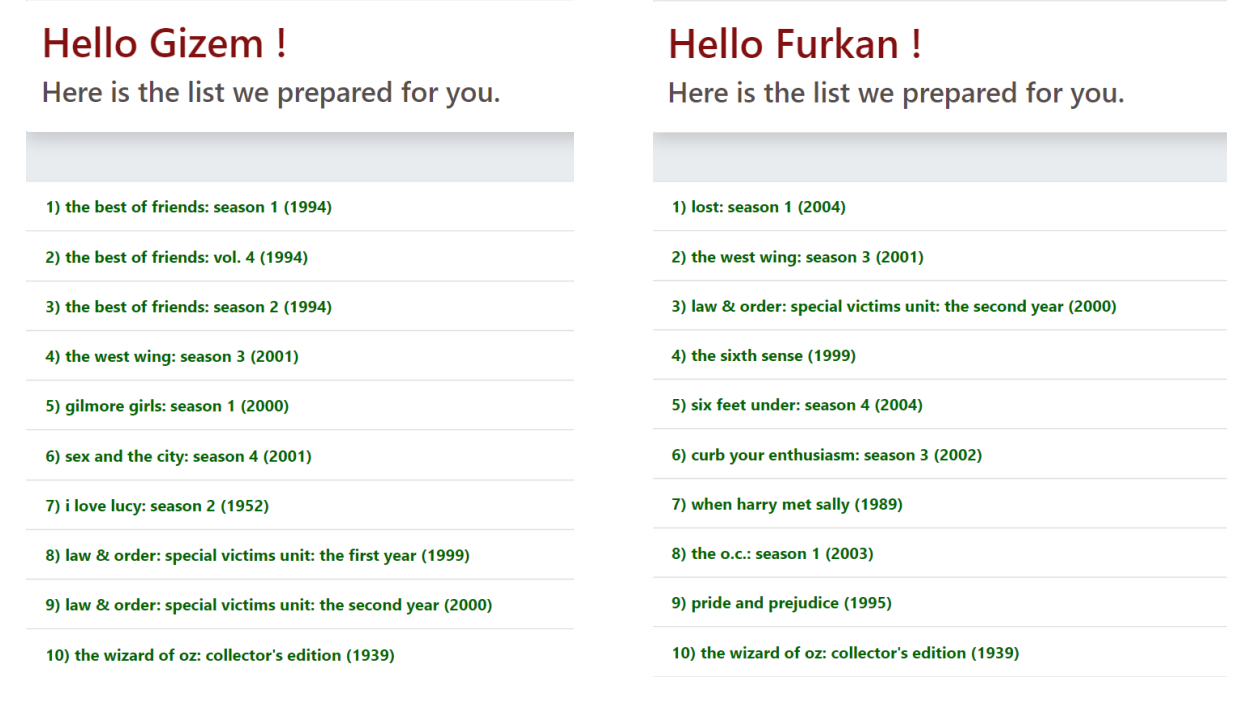 Hello Gizem !
Here is the list we prepared for you.
1) the best of friends: season 1 (1994)
2) the best of friends: vol. 4 (1994)
3) the best of friends: season 2 (1994)
4) the west wing: season 3 (2001)
5) gilmore girls: season 1 (2000)
6) sex and the city: season 4 (2001)
7) i love lucy: season 2 (1952)
8) law & order: special victims unit: the first year (1999)
9) law & order: special victims unit: the second year (2000)
10) the wizard of oz: collector's edition (1939)
Hello Furkan !
Here is the list we prepared for you.
1) lost: season 1 (2004)
2) the west wing: season 3 (2001)
3) law & order: special victims unit: the second year (2000)
4) the sixth sense (1999)
5) six feet under: season 4 (2004)
6) curb your enthusiasm: season 3 (2002)
7) when harry met sally (1989)
8) the o.c.: season 1 (2003)
9) pride and prejudice (1995)
10) the wizard of oz: collector's edition (1939)